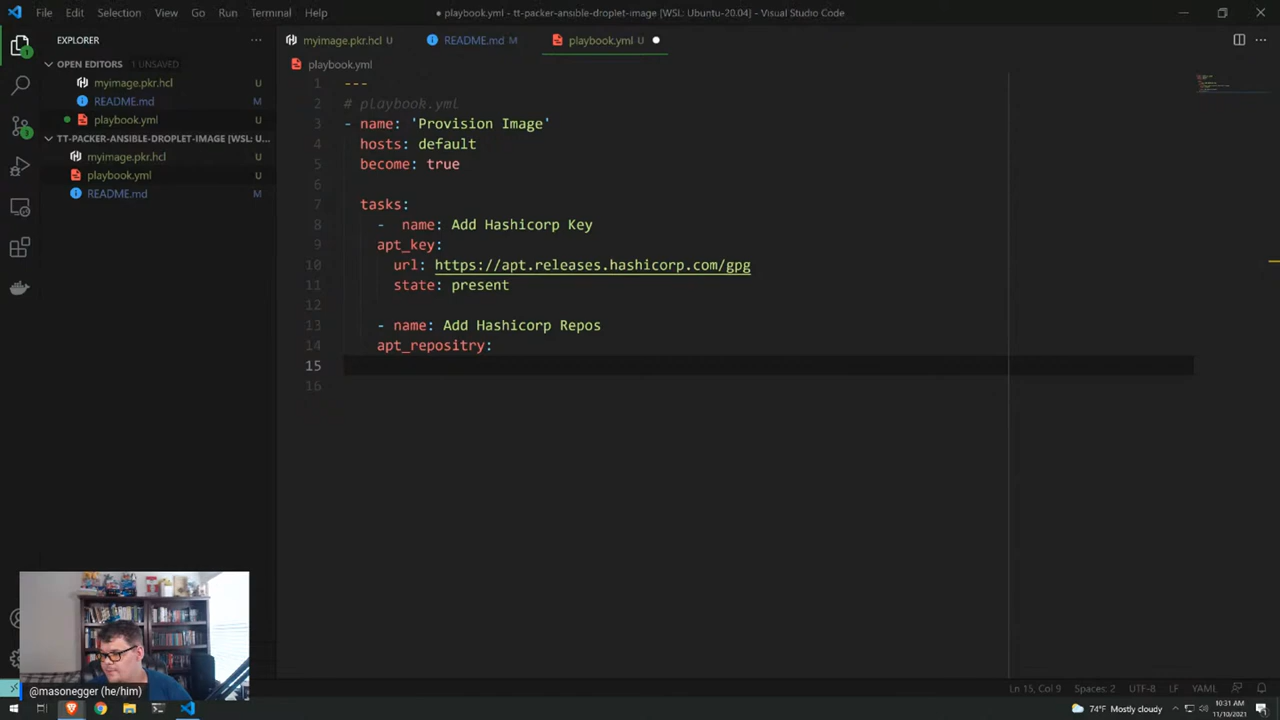 File Edit Selection View Go Run Terminal Help
● playbook.yml - tt-packer-ansible-droplet-image [WSL: Ubuntu-20.04] - Visual Studio Code
EXPLORER
OPEN EDITORS 1 UNSAVED
myimage.pkr.hcl U
README.md M
playbook.yml U
TT-PACKER-ANSIBLE-DROPLET-IMAGE [WSL: U...
myimage.pkr.hcl U
playbook.yml U
README.md M
myimage.pkr.hcl U
README.md M
playbook.yml U ●
playbook.yml
1 ---
2 # playbook.yml
3 - name: 'Provision Image'
4 hosts: default
5 become: true
6
7 tasks:
8 - name: Add Hashicorp Key
9 apt_key:
10 url: https://apt.releases.hashicorp.com/gpg
11 state: present
12
13 - name: Add Hashicorp Repos
14 apt_repositry:
15
16
@masonegger (he/him)
Ln 15, Col 9 Spaces: 2 UTF-8 LF YAML
74°F Mostly cloudy
10:31 AM
11/10/2021